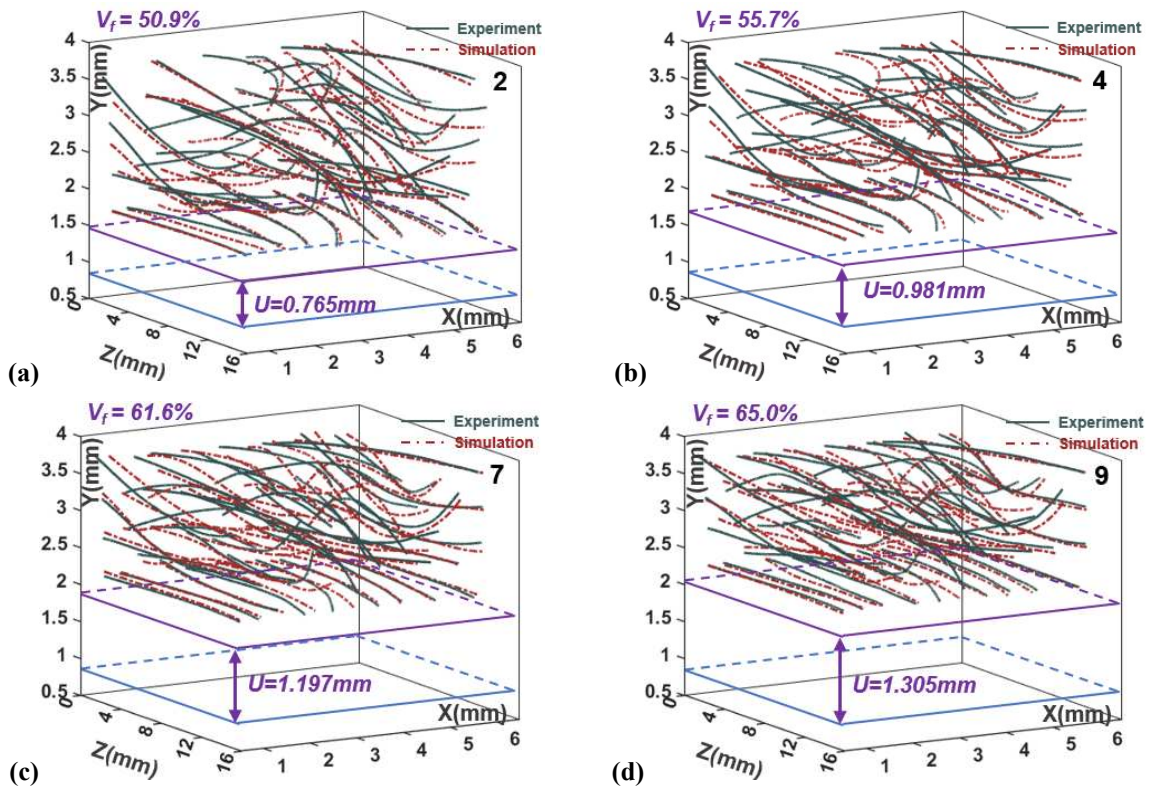 V_f = 50.9%
Experiment
Simulation
2
Y(mm)
4
3.5
3
2.5
2
1.5
1
0.5
U=0.765mm
0
4
8
12
16
Z(mm)
X(mm)
1
2
3
4
5
6
(a)
V_f = 55.7%
Experiment
Simulation
4
Y(mm)
4
3.5
3
2.5
2
1.5
1
0.5
U=0.981mm
0
4
8
12
16
Z(mm)
X(mm)
1
2
3
4
5
6
(b)
V_f = 61.6%
Experiment
Simulation
7
Y(mm)
4
3.5
3
2.5
2
1.5
1
0.5
U=1.197mm
0
4
8
12
16
Z(mm)
X(mm)
1
2
3
4
5
6
(c)
V_f = 65.0%
Experiment
Simulation
9
Y(mm)
4
3.5
3
2.5
2
1.5
1
0.5
U=1.305mm
0
4
8
12
16
Z(mm)
X(mm)
1
2
3
4
5
6
(d)